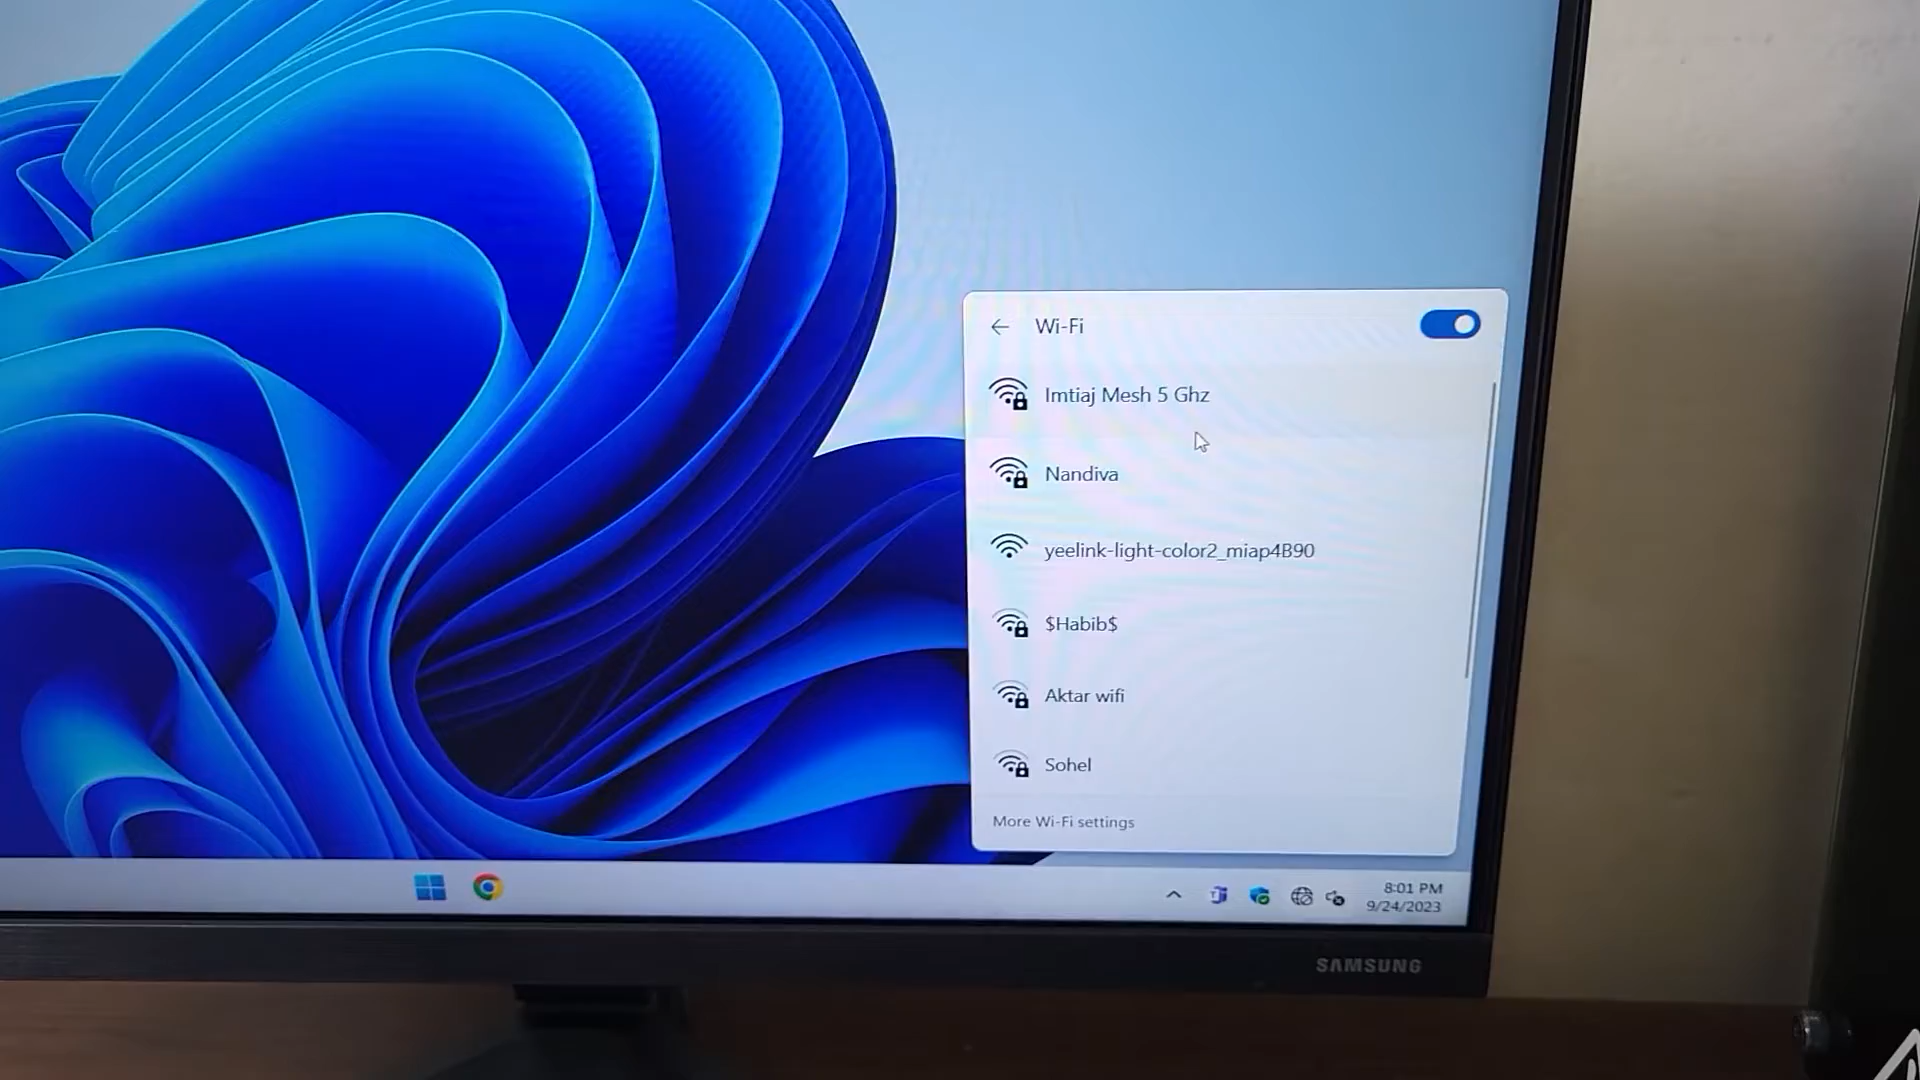 Wi-Fi
Imtiaj Mesh 5 Ghz
Nandiva
yeelink-light-color2_miap4B90
$Habib$
Aktar wifi
Sohel
More Wi-Fi settings
8:01 PM
9/24/2023
SAMSUNG